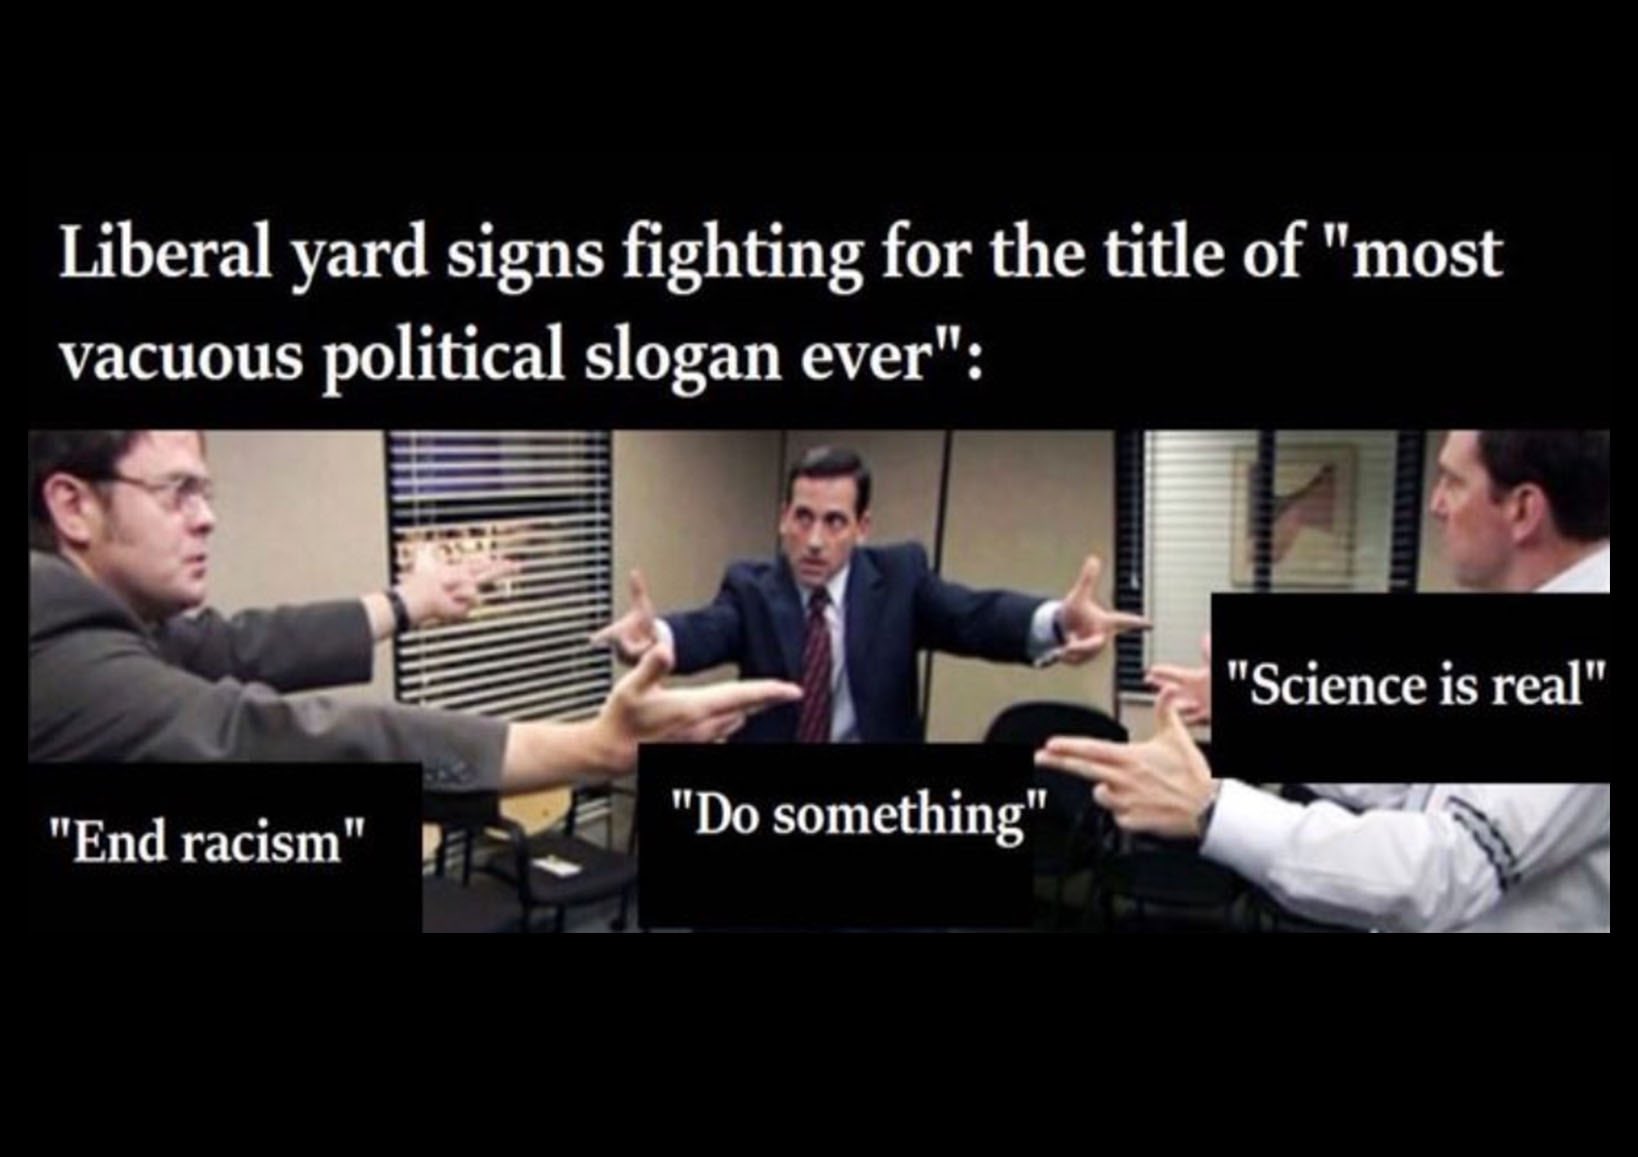 Liberal yard signs fighting for the title of "most
vacuous political slogan ever":
"End racism"
"Do something"
"Science is real"